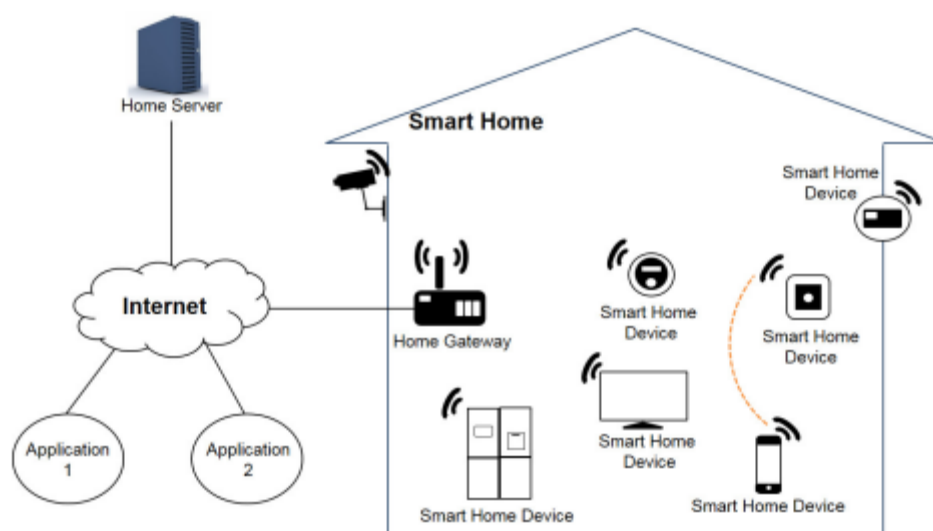 Home Server
Smart Home
Smart Home
Device
Internet
Home Gateway
Smart Home
Device
Smart Home
Device
Application
1
Application
2
Smart Home
Device
Smart Home Device
Smart Home Device